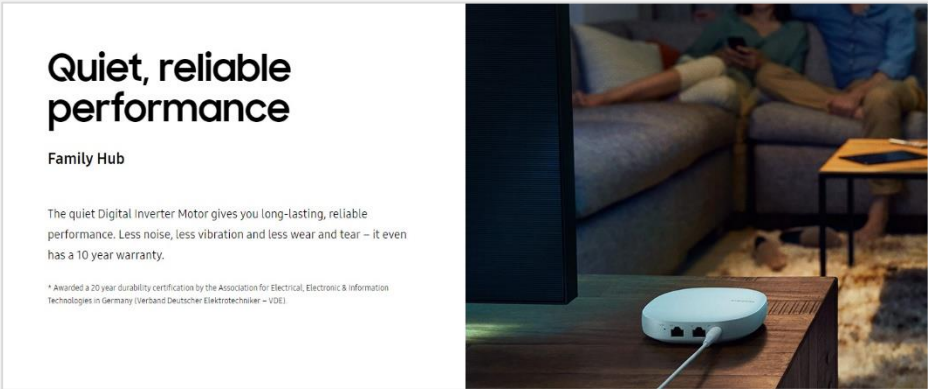 Quiet, reliable
performance
Family Hub
The quiet Digital Inverter Motor gives you long-lasting, reliable
performance. Less noise, less vibration and less wear and tear – it even
has a 10 year warranty.
* Awarded a 20 year durability certification by the Association for Electrical, Electronic & Information
Technologies in Germany (Verband Deutscher Elektrotechniker – VDE).